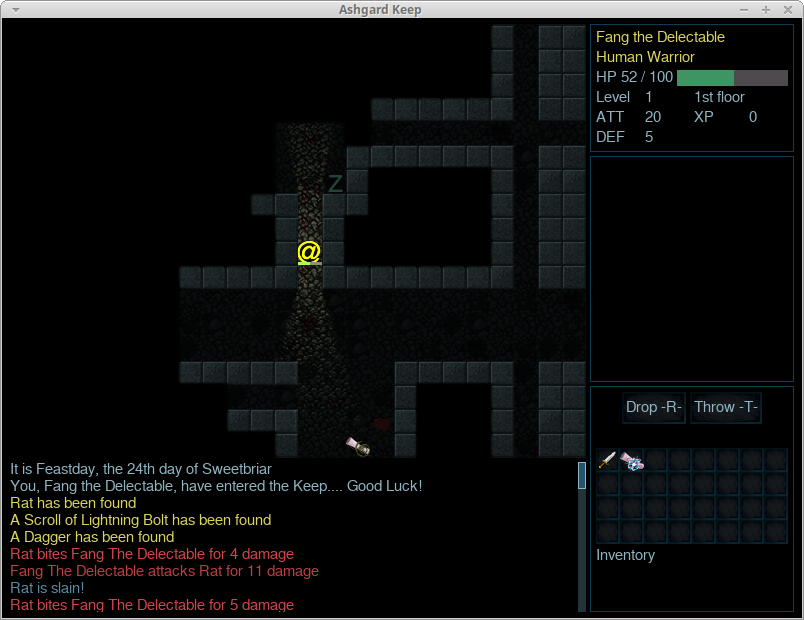 Ashgard Keep
Fang the Delectable
Human Warrior
HP 52 / 100
Level 1 1st floor
ATT 20 XP 0
DEF 5
Z
@
Drop -R- Throw -T-
Inventory
It is Feastday, the 24th day of Sweetbriar
You, Fang the Delectable, have entered the Keep.... Good Luck!
Rat has been found
A Scroll of Lightning Bolt has been found
A Dagger has been found
Rat bites Fang The Delectable for 4 damage
Fang The Delectable attacks Rat for 11 damage
Rat is slain!
Rat bites Fang The Delectable for 5 damage